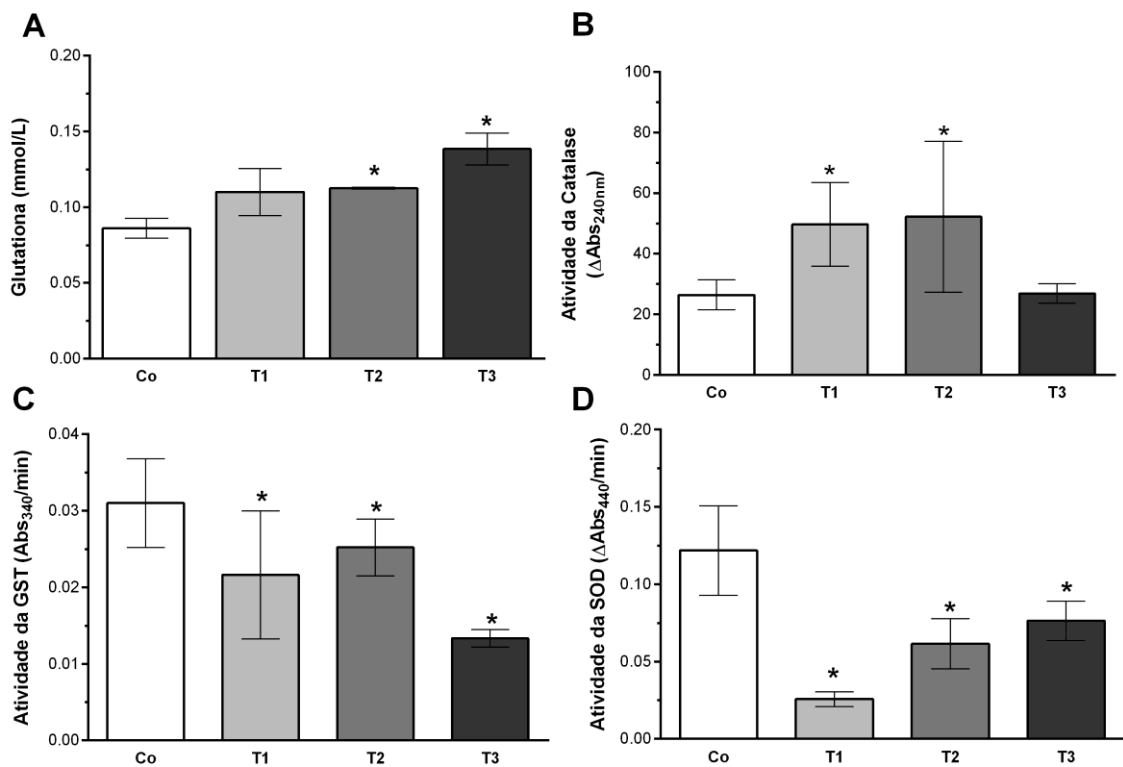 A
Glutationa (mmol/L)
0.20
0.15
0.10
0.05
0.00
*
*
Co T1 T2 T3
B
Atividade da Catalase
(ΔAbs240nm)
100
80
60
40
20
0
*
*
Co T1 T2 T3
C
Atividade da GST (Abs340/min)
0.04
0.03
0.02
0.01
0.00
*
*
*
Co T1 T2 T3
D
Atividade da SOD (ΔAbs440/min)
0.20
0.15
0.10
0.05
0.00
*
*
*
Co T1 T2 T3